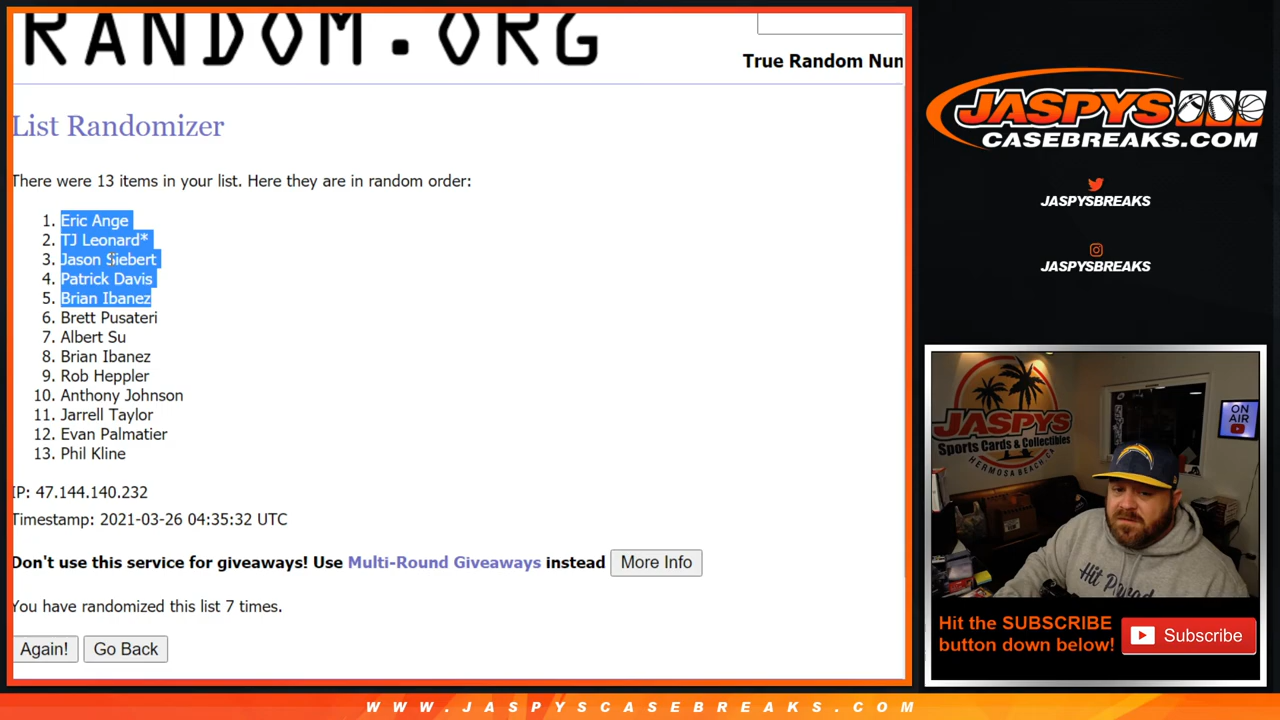 RANDOM.ORG
True Random Num
List Randomizer
There were 13 items in your list. Here they are in random order:
1. Eric Ange
2. TJ Leonard*
3. Jason Siebert
4. Patrick Davis
5. Brian Ibanez
6. Brett Pusateri
7. Albert Su
8. Brian Ibanez
9. Rob Heppler
10. Anthony Johnson
11. Jarrell Taylor
12. Evan Palmatier
13. Phil Kline
IP: 47.144.140.232
Timestamp: 2021-03-26 04:35:32 UTC
Don't use this service for giveaways! Use Multi-Round Giveaways instead More Info
You have randomized this list 7 times.
Again! Go Back
JASPYS
CASEBREAKS.COM
JASPYSBREAKS
JASPYSBREAKS
JASPYS
Sports Cards & Collectibles
HERMOSA BEACH, CA
ON
AIR
Hit Parade
Hit the SUBSCRIBE
button down below!
Subscribe
WWW.JASPYSCASEBREAKS.COM